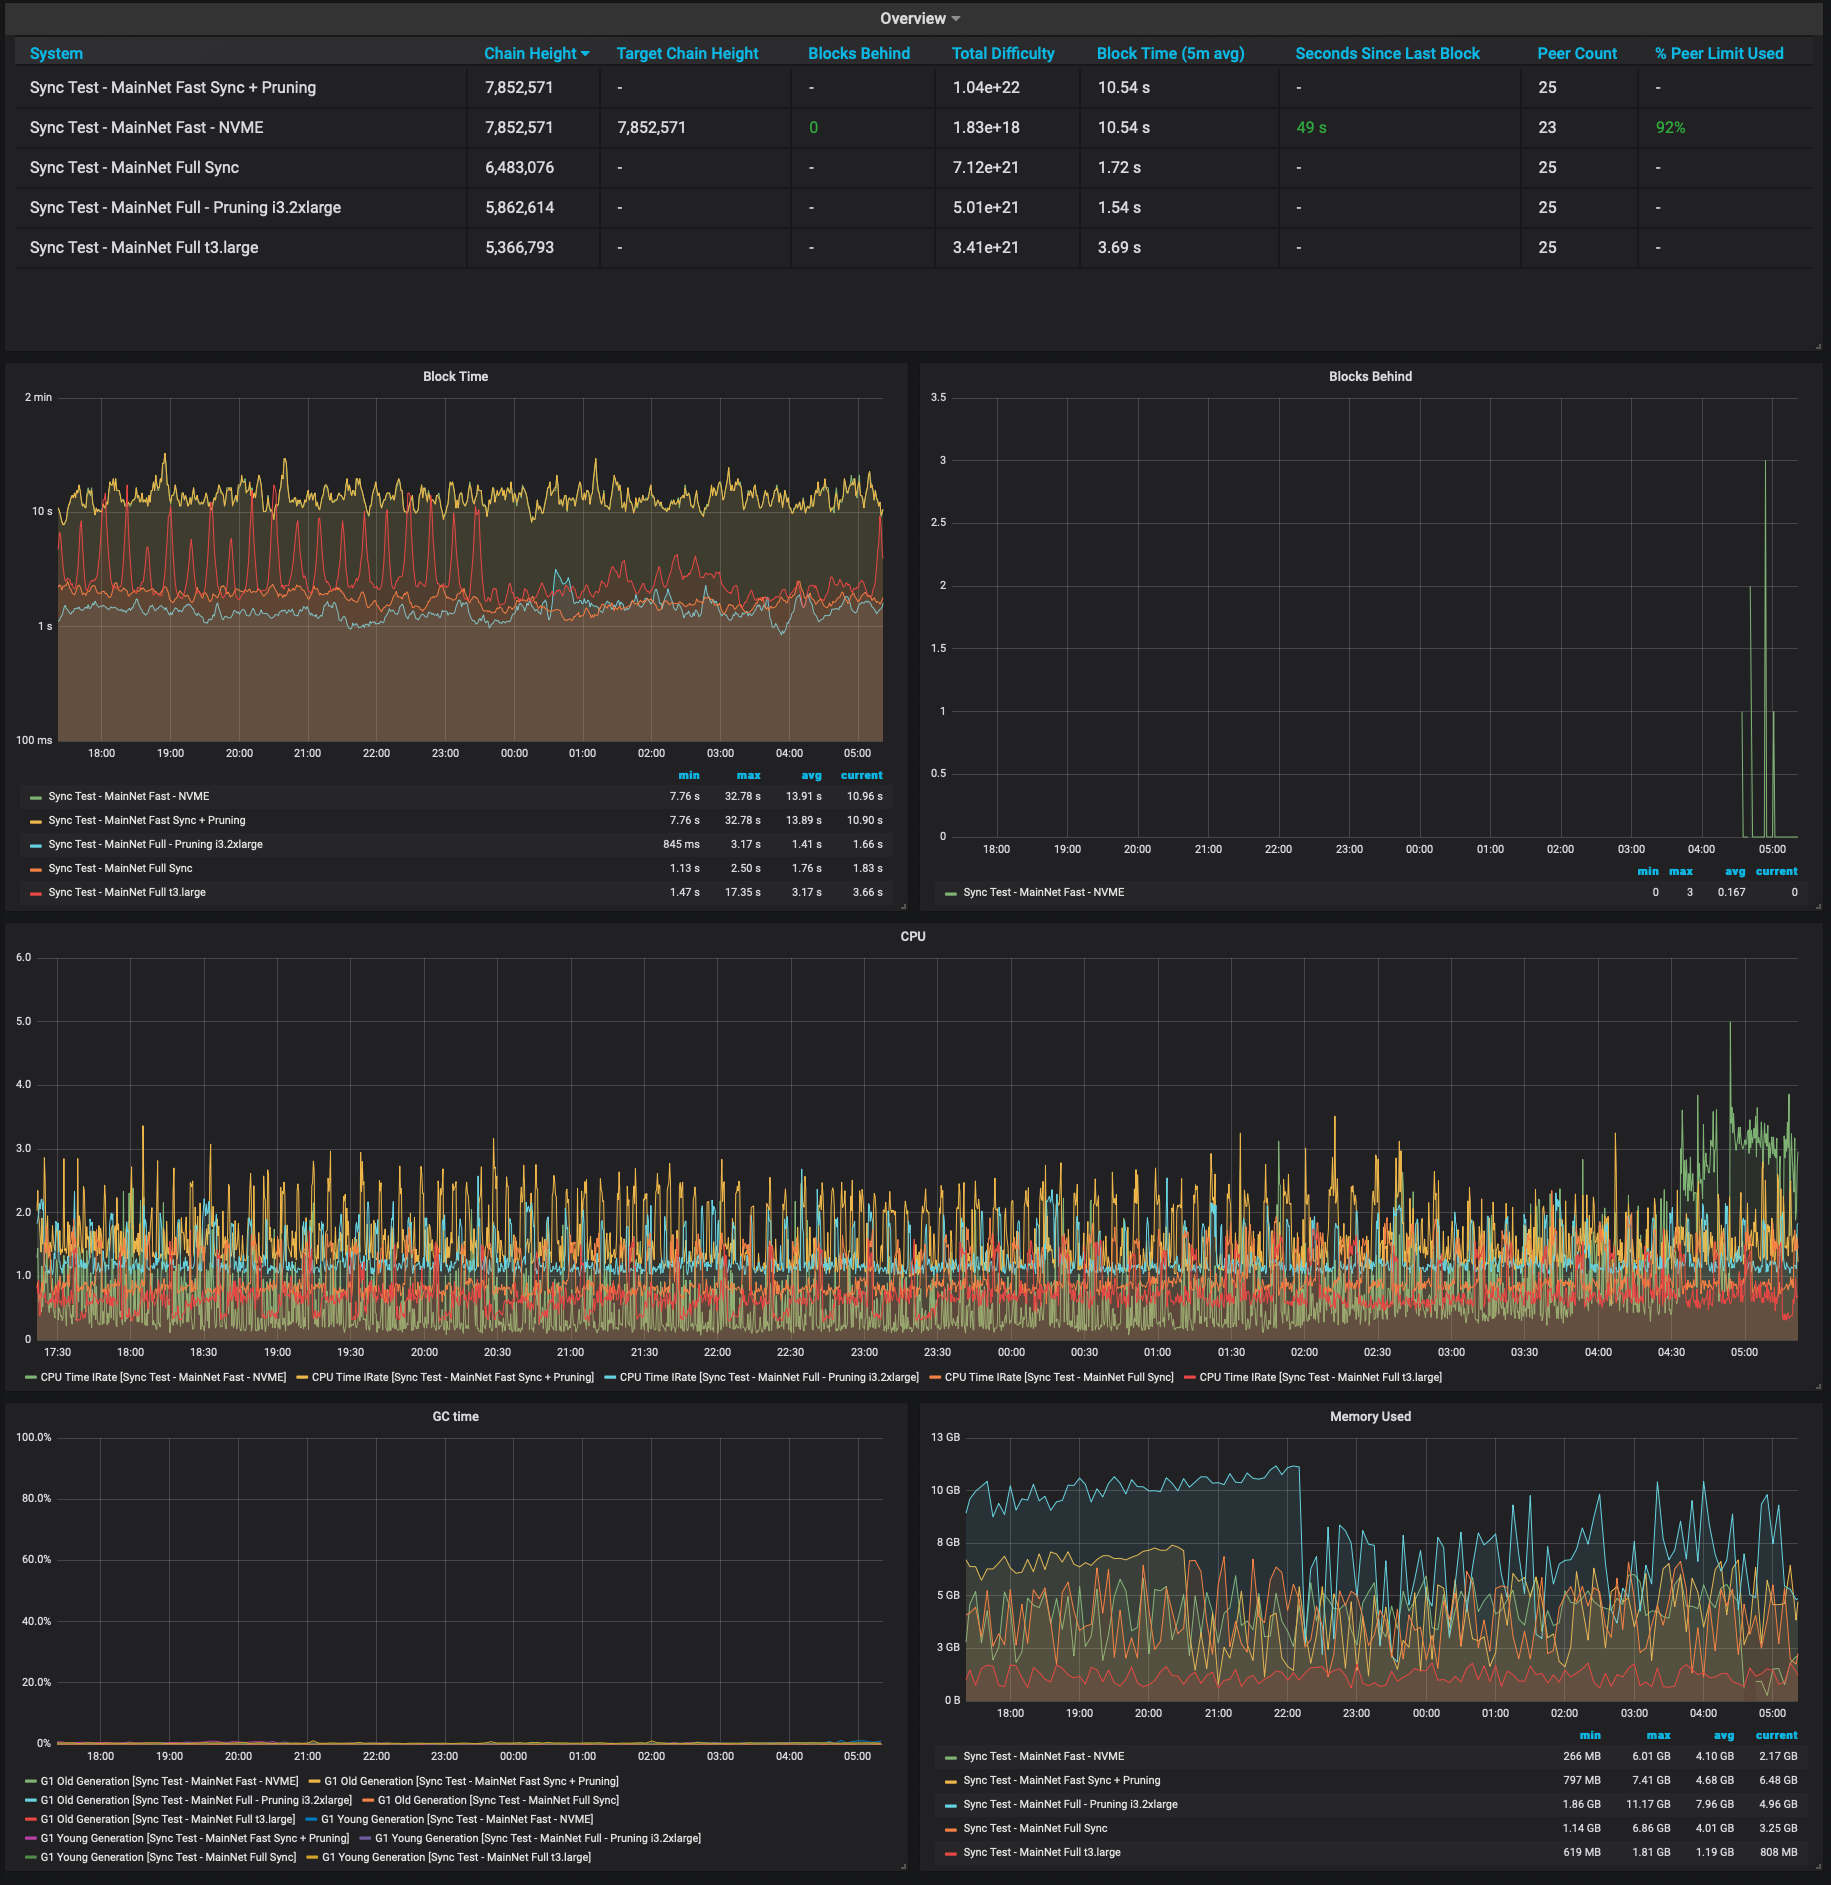 Overview
System Chain Height Target Chain Height Blocks Behind Total Difficulty Block Time (5m avg) Seconds Since Last Block Peer Count % Peer Limit Used
Sync Test - MainNet Fast Sync + Pruning 7,852,571 - - 1.04e+22 10.54 s - 25 -
Sync Test - MainNet Fast - NVME 7,852,571 7,852,571 0 1.83e+18 10.54 s 49 s 23 92%
Sync Test - MainNet Full Sync 6,483,076 - - 7.12e+21 1.72 s - 25 -
Sync Test - MainNet Full - Pruning i3.2xlarge 5,862,614 - - 5.01e+21 1.54 s - 25 -
Sync Test - MainNet Full t3.large 5,366,793 - - 3.41e+21 3.69 s - 25 -
Block Time
2 min
10 s
1 s
100 ms
18:00 19:00 20:00 21:00 22:00 23:00 00:00 01:00 02:00 03:00 04:00 05:00
min max avg current
Sync Test - MainNet Fast - NVME 7.76 s 32.78 s 13.91 s 10.96 s
Sync Test - MainNet Fast Sync + Pruning 7.76 s 32.78 s 13.89 s 10.90 s
Sync Test - MainNet Full - Pruning i3.2xlarge 845 ms 3.17 s 1.41 s 1.66 s
Sync Test - MainNet Full Sync 1.13 s 2.50 s 1.76 s 1.83 s
Sync Test - MainNet Full t3.large 1.47 s 17.35 s 3.17 s 3.66 s
Blocks Behind
3.5
3
2.5
2
1.5
1
0.5
0
18:00 19:00 20:00 21:00 22:00 23:00 00:00 01:00 02:00 03:00 04:00 05:00
min max avg current
Sync Test - MainNet Fast - NVME 0 3 0.167 0
CPU
6.0
5.0
4.0
3.0
2.0
1.0
0
17:30 18:00 18:30 19:00 19:30 20:00 20:30 21:00 21:30 22:00 22:30 23:00 23:30 00:00 00:30 01:00 01:30 02:00 02:30 03:00 03:30 04:00 04:30 05:00
CPU Time IRate [Sync Test - MainNet Fast - NVME] CPU Time IRate [Sync Test - MainNet Fast Sync + Pruning] CPU Time IRate [Sync Test - MainNet Full - Pruning i3.2xlarge] CPU Time IRate [Sync Test - MainNet Full Sync] CPU Time IRate [Sync Test - MainNet Full t3.large]
GC time
100.0%
80.0%
60.0%
40.0%
20.0%
0%
18:00 19:00 20:00 21:00 22:00 23:00 00:00 01:00 02:00 03:00 04:00 05:00
G1 Old Generation [Sync Test - MainNet Fast - NVME] G1 Old Generation [Sync Test - MainNet Fast Sync + Pruning]
G1 Old Generation [Sync Test - MainNet Full - Pruning i3.2xlarge] G1 Old Generation [Sync Test - MainNet Full Sync]
G1 Old Generation [Sync Test - MainNet Full t3.large] G1 Young Generation [Sync Test - MainNet Fast - NVME]
G1 Young Generation [Sync Test - MainNet Fast Sync + Pruning] G1 Young Generation [Sync Test - MainNet Full - Pruning i3.2xlarge]
G1 Young Generation [Sync Test - MainNet Full Sync] G1 Young Generation [Sync Test - MainNet Full t3.large]
Memory Used
13 GB
10 GB
8 GB
5 GB
3 GB
0 B
18:00 19:00 20:00 21:00 22:00 23:00 00:00 01:00 02:00 03:00 04:00 05:00
min max avg current
Sync Test - MainNet Fast - NVME 266 MB 6.01 GB 4.10 GB 2.17 GB
Sync Test - MainNet Fast Sync + Pruning 797 MB 7.41 GB 4.68 GB 6.48 GB
Sync Test - MainNet Full - Pruning i3.2xlarge 1.86 GB 11.17 GB 7.96 GB 4.96 GB
Sync Test - MainNet Full Sync 1.14 GB 6.86 GB 4.01 GB 3.25 GB
Sync Test - MainNet Full t3.large 619 MB 1.81 GB 1.19 GB 808 MB